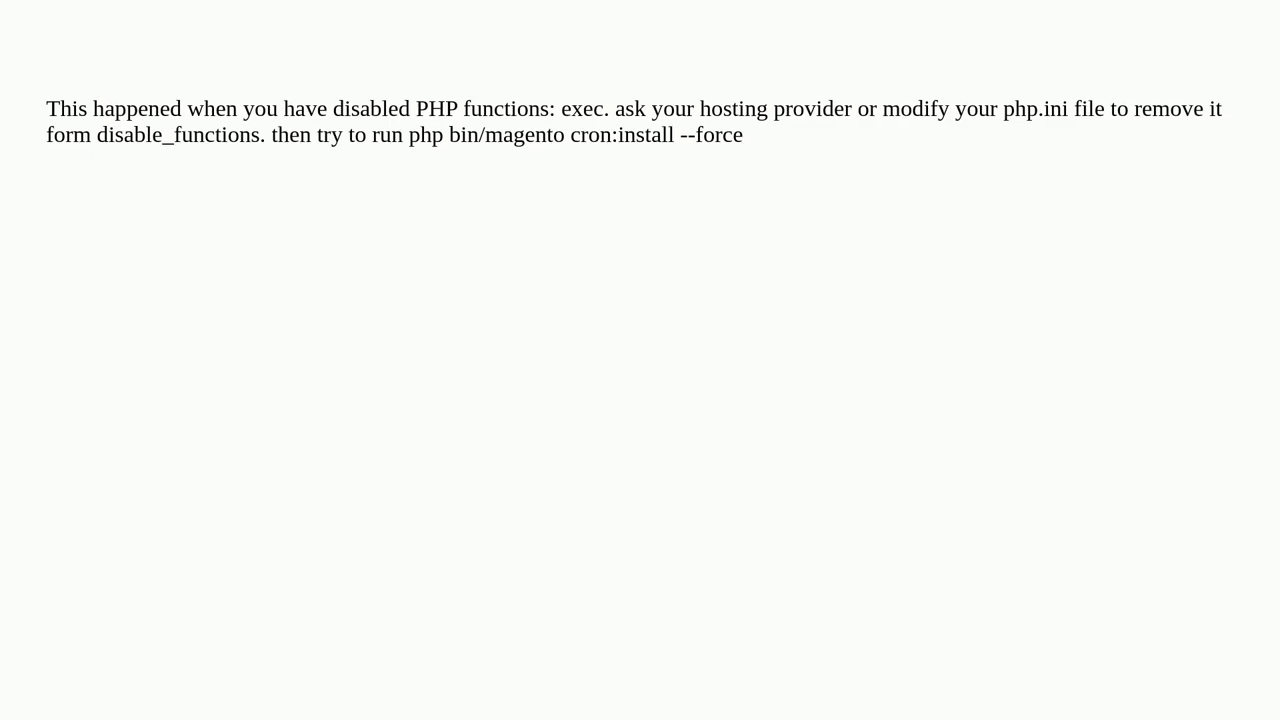 This happened when you have disabled PHP functions: exec. ask your hosting provider or modify your php.ini file to remove it
form disable_functions. then try to run php bin/magento cron:install --force